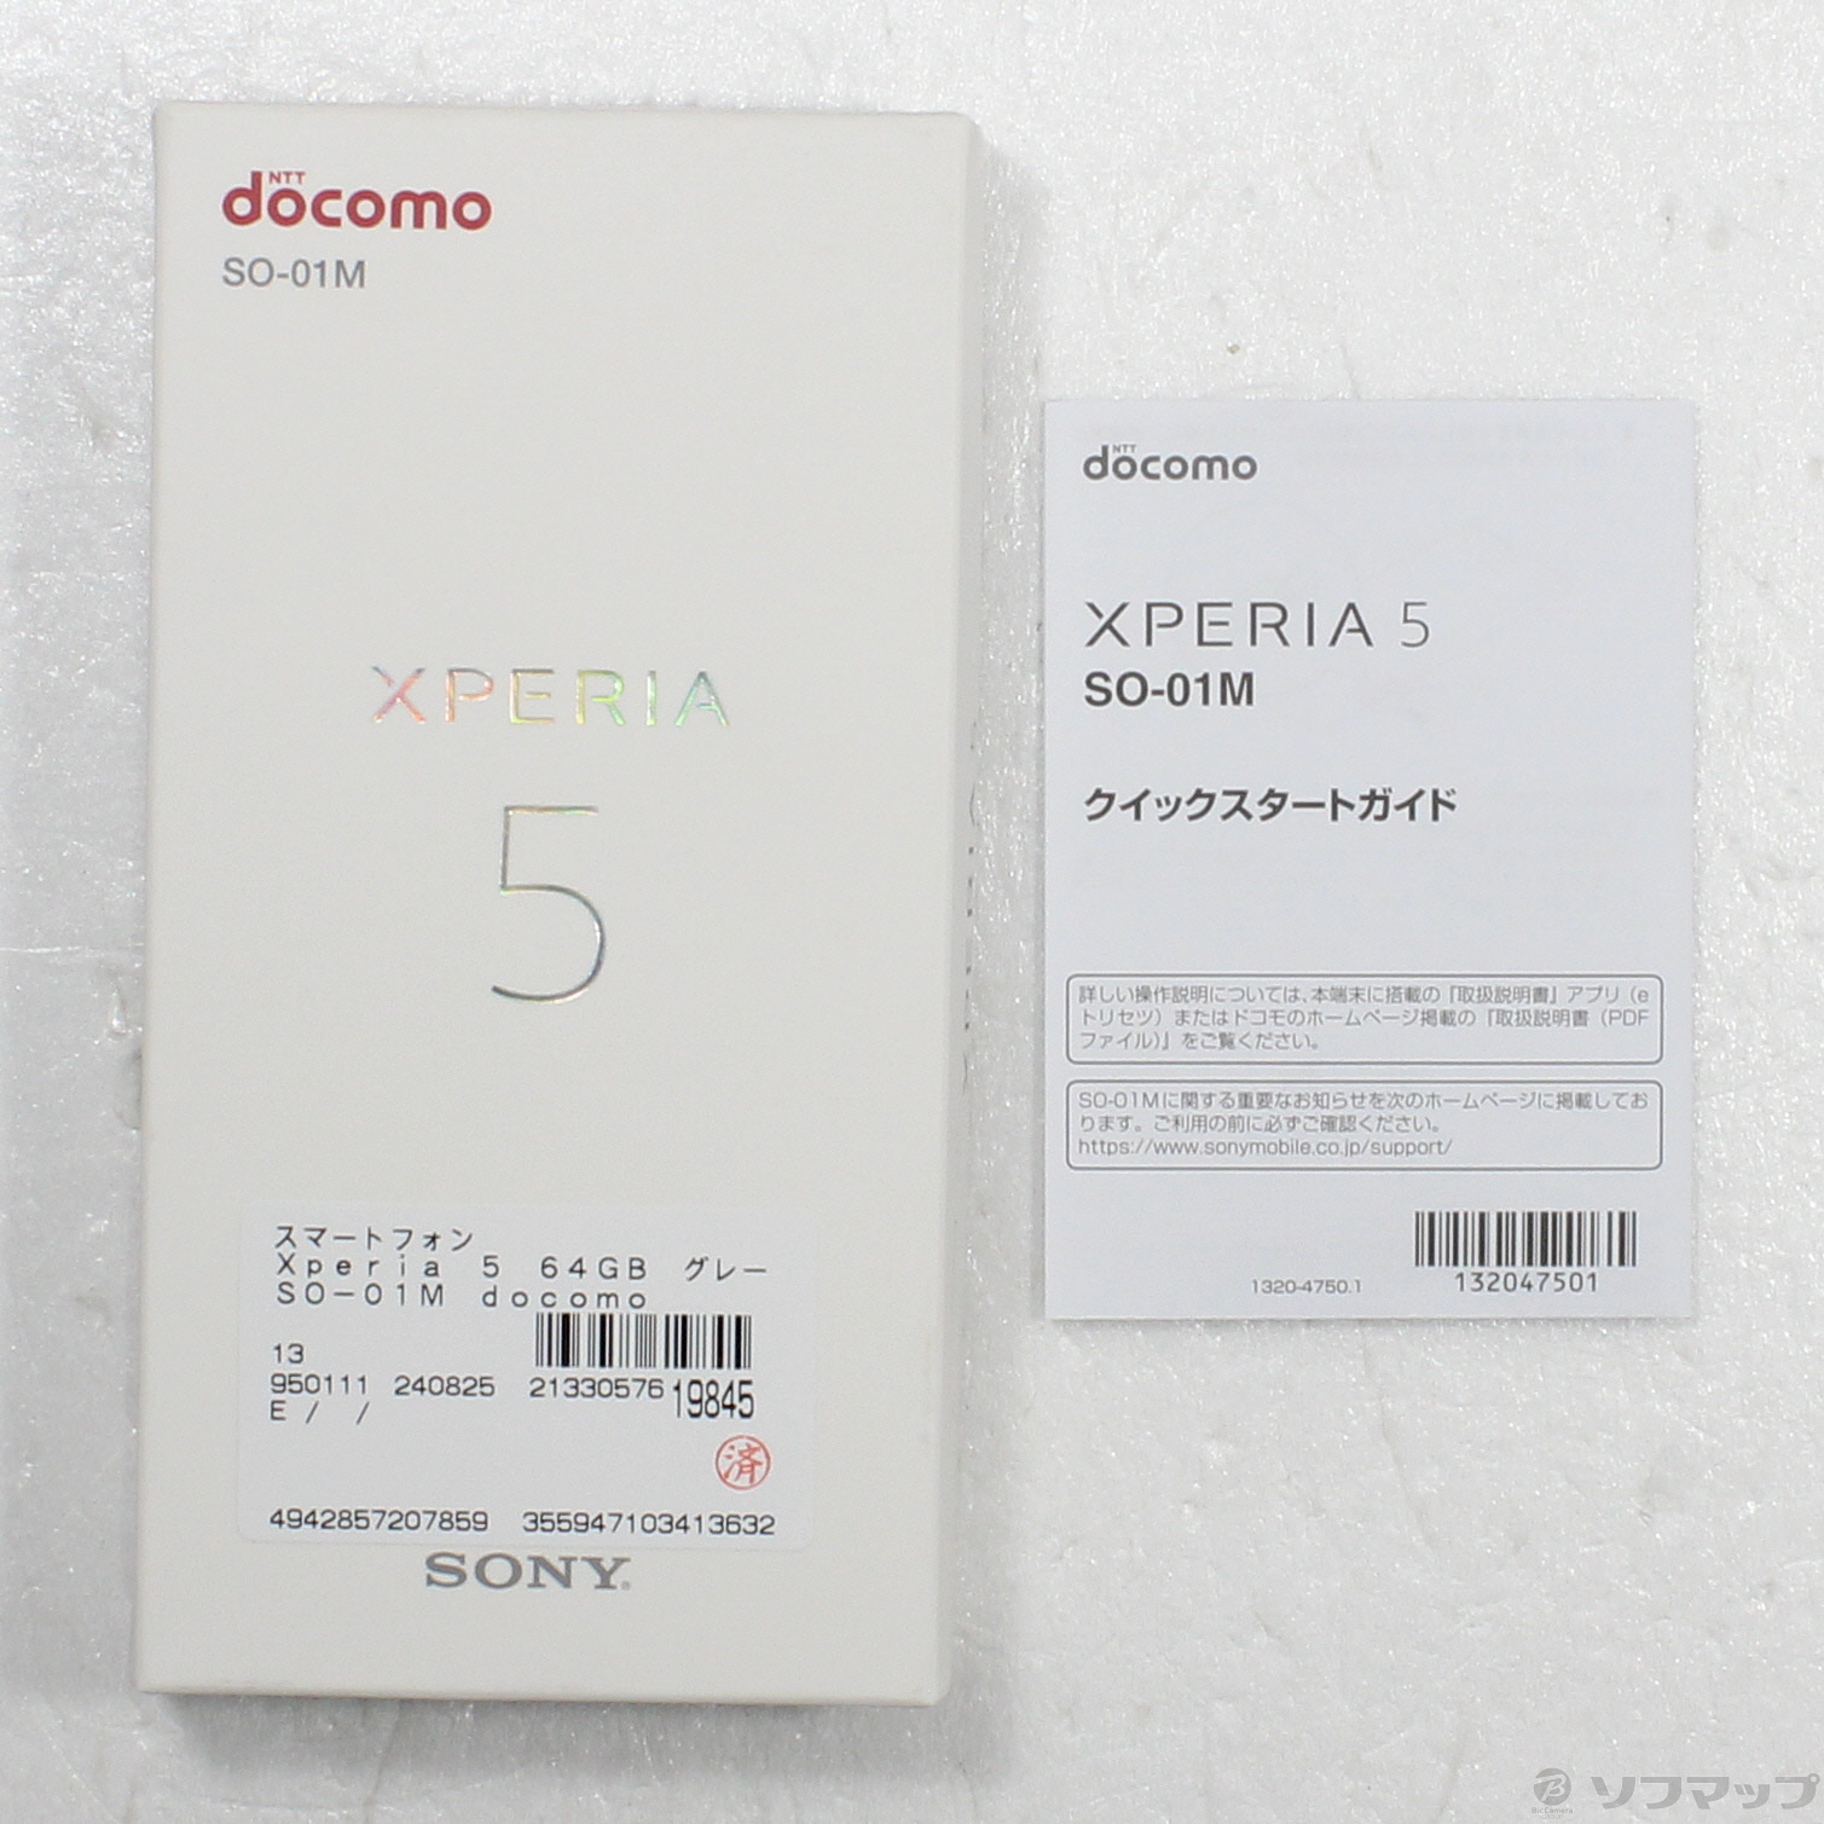 NTT
docomo
SO-01M
XPERIA
5
スマートフォン
Xperia 5 64GB グレー
SO-01M docomo
13
950111 240825 21330576 19845
E / /
済
4942857207859 355947103413632
SONY
NTT
docomo
XPERIA 5
SO-01M
クイックスタートガイド
詳しい操作説明については、本端末に搭載の『取扱説明書』アプリ（e
トリセツ）またはドコモのホームページ掲載の『取扱説明書（PDF
ファイル）』をご覧ください。
SO-01Mに関する重要なお知らせを次のホームページに掲載してお
ります。ご利用の前に必ずご確認ください。
https://www.sonymobile.co.jp/support/
1320-4750.1
132047501
BicCamera
ソフマップ